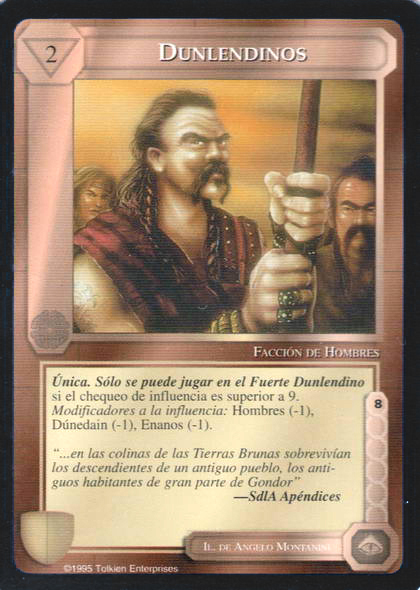 2
DUNLENDINOS
FACCIÓN DE HOMBRES
Única. Sólo se puede jugar en el Fuerte Dunlendino
si el chequeo de influencia es superior a 9.
Modificadores a la influencia: Hombres (-1),
Dúnedain (-1), Enanos (-1).
8
“...en las colinas de las Tierras Brunas sobrevivían
los descendientes de un antiguo pueblo, los anti-
guos habitantes de gran parte de Gondor”
—SdlA Apéndices
IL. DE ANGELO MONTANINI
©1995 Tolkien Enterprises